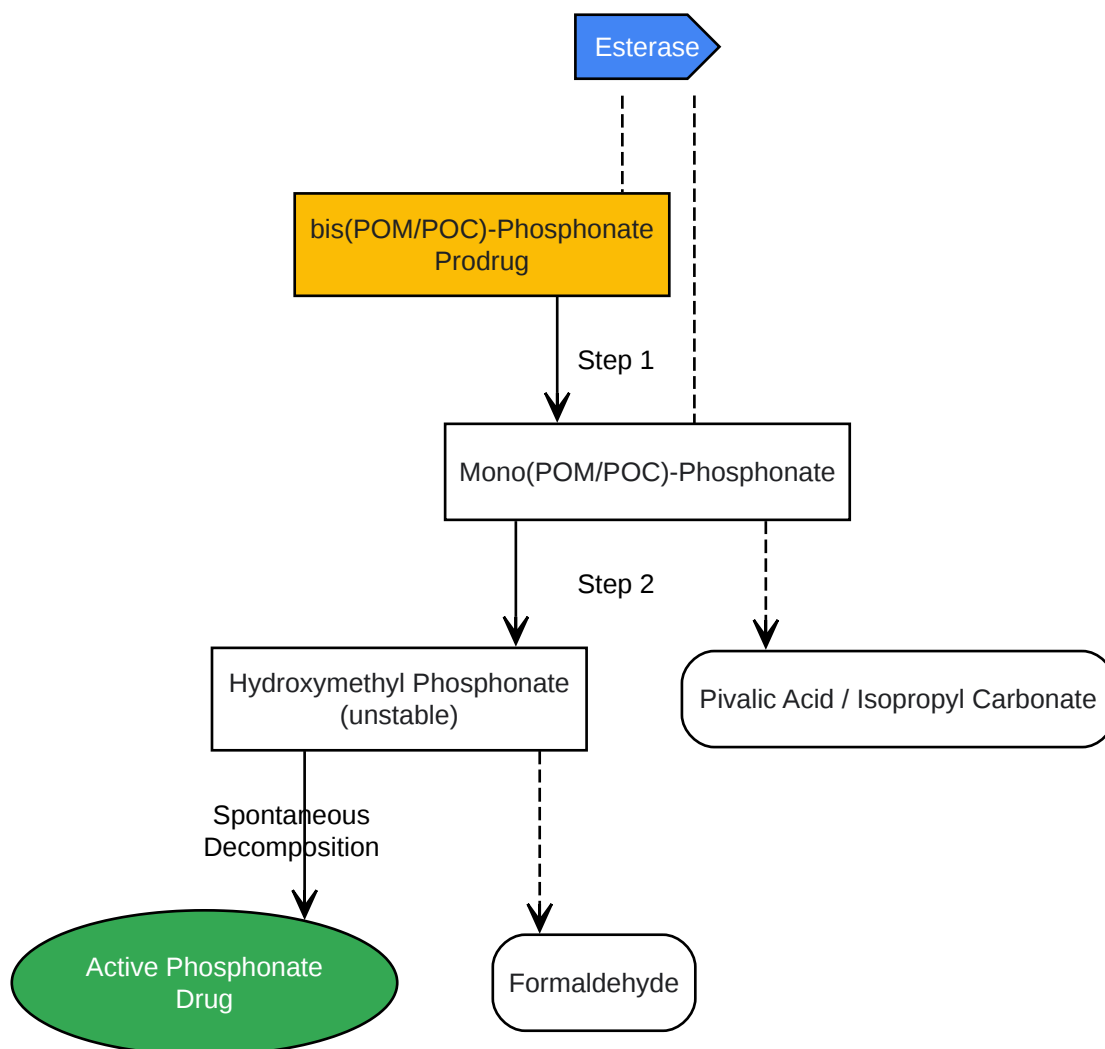 Esterase
bis(POM/POC)-Phosphonate
Prodrug
Step 1
Mono(POM/POC)-Phosphonate
Step 2
Hydroxymethyl Phosphonate
(unstable)
Pivalic Acid / Isopropyl Carbonate
Spontaneous
Decomposition
Active Phosphonate
Drug
Formaldehyde